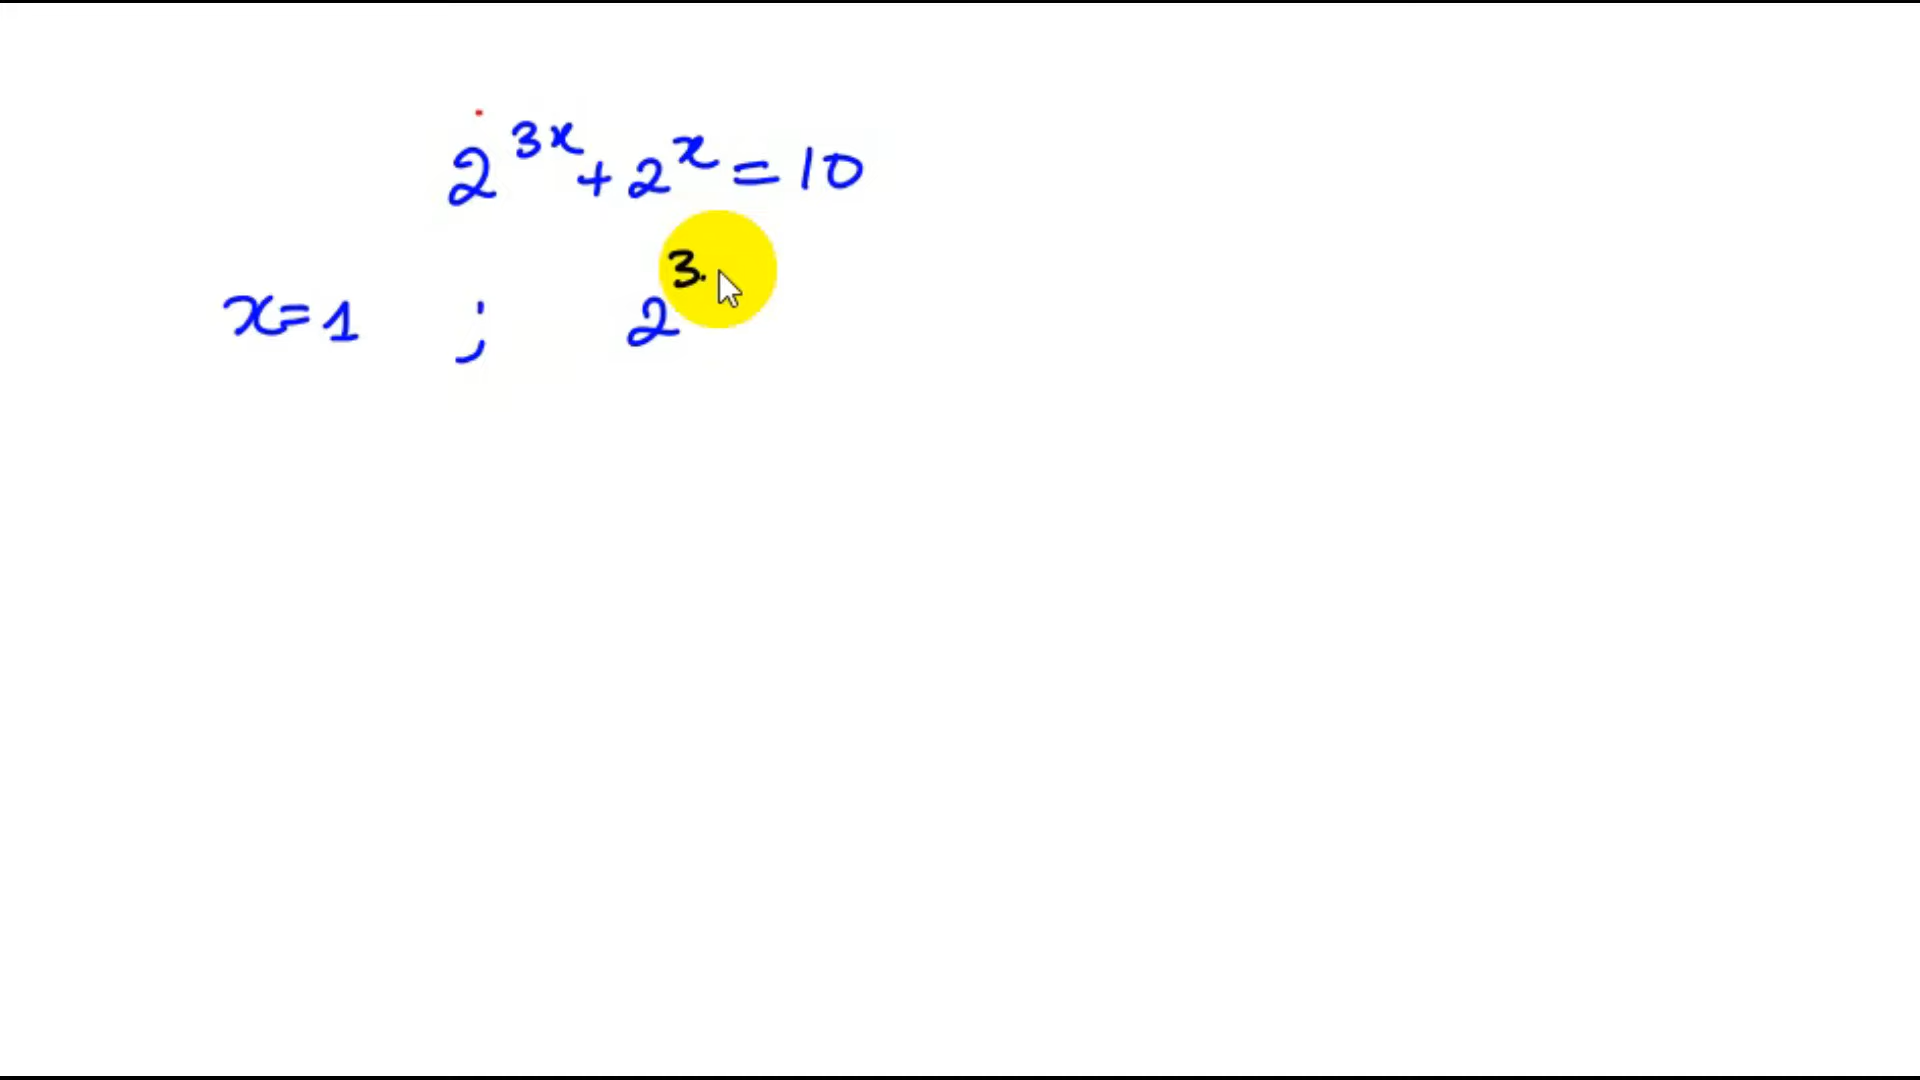 2^{3x} + 2^x = 10
x = 1 ; 2^{3.}